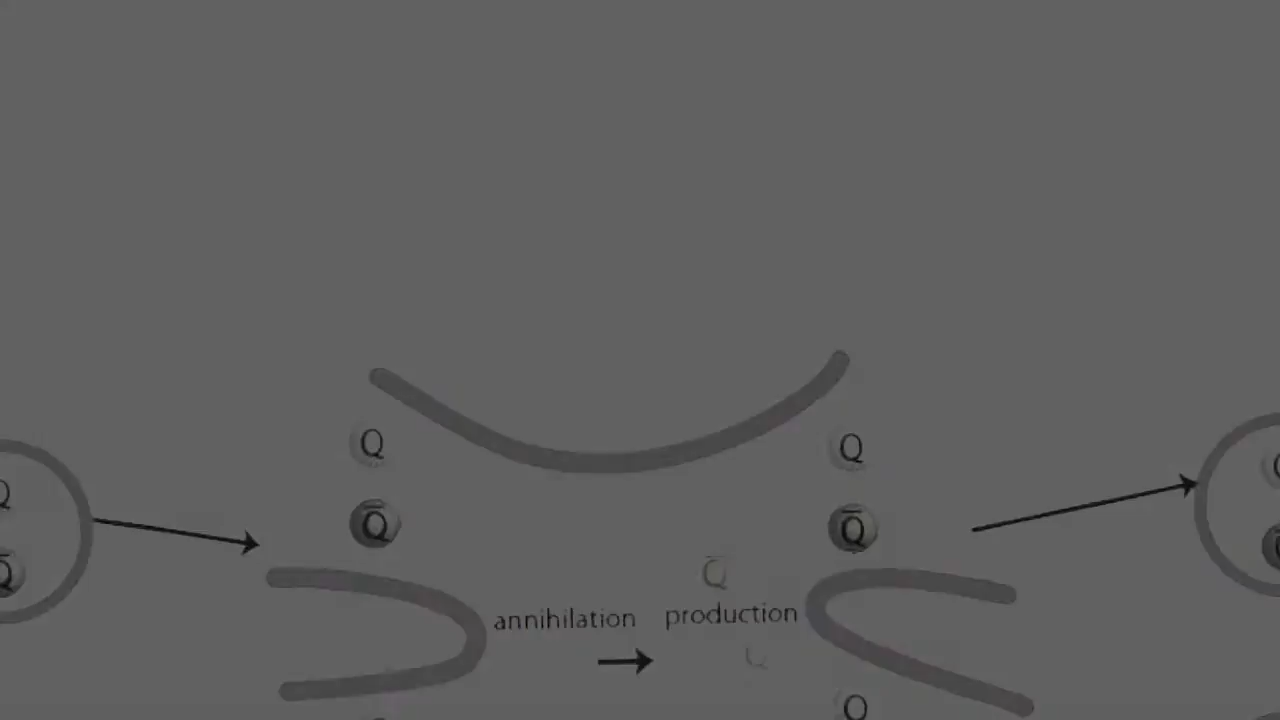 Q Q
Q Q̅ Q̅
Q̅ Q̅
annihilation production
Q